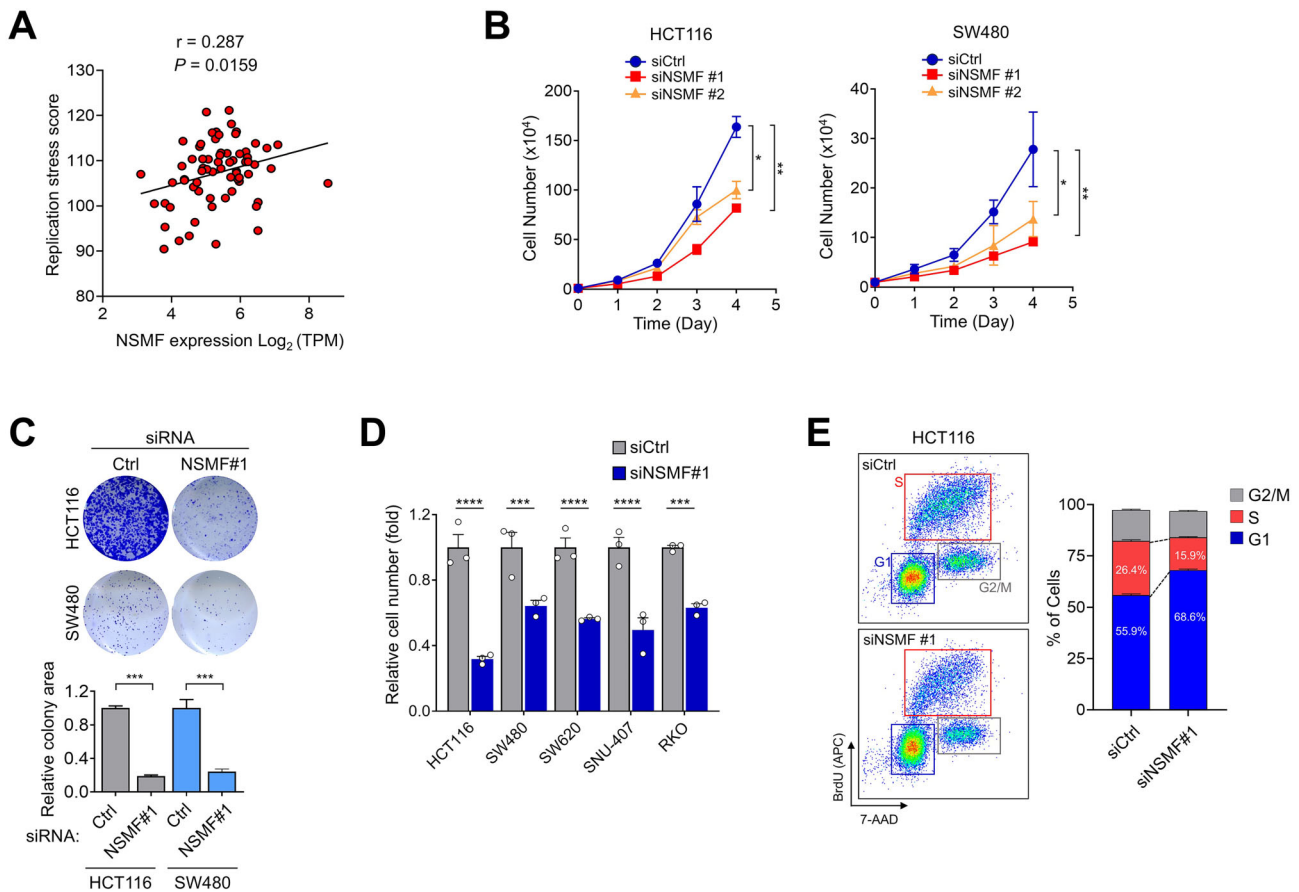 A
r = 0.287
P = 0.0159
Replication stress score
130
120
110
100
90
80
2
4
6
8
NSMF expression Log2 (TPM)
B
HCT116
siCtrl
siNSMF #1
siNSMF #2
Cell Number (x10⁴)
200
150
100
50
0
0
1
2
3
4
5
Time (Day)
*
**
SW480
siCtrl
siNSMF #1
siNSMF #2
Cell Number (x10⁴)
40
30
20
10
0
0
1
2
3
4
5
Time (Day)
*
**
C
siRNA
Ctrl
NSMF#1
HCT116
SW480
Relative colony area
1.2
0.8
0.4
0.0
***
***
siRNA:
Ctrl
NSMF#1
Ctrl
NSMF#1
HCT116
SW480
D
siCtrl
siNSMF#1
Relative cell number (fold)
1.2
0.8
0.4
0.0
****
***
****
****
***
HCT116
SW480
SW620
SNU-407
RKO
E
HCT116
siCtrl
S
G1
G2/M
siNSMF #1
BrdU (APC)
7-AAD
G2/M
S
G1
% of Cells
100
75
50
25
0
26.4%
55.9%
15.9%
68.6%
siCtrl
siNSMF#1